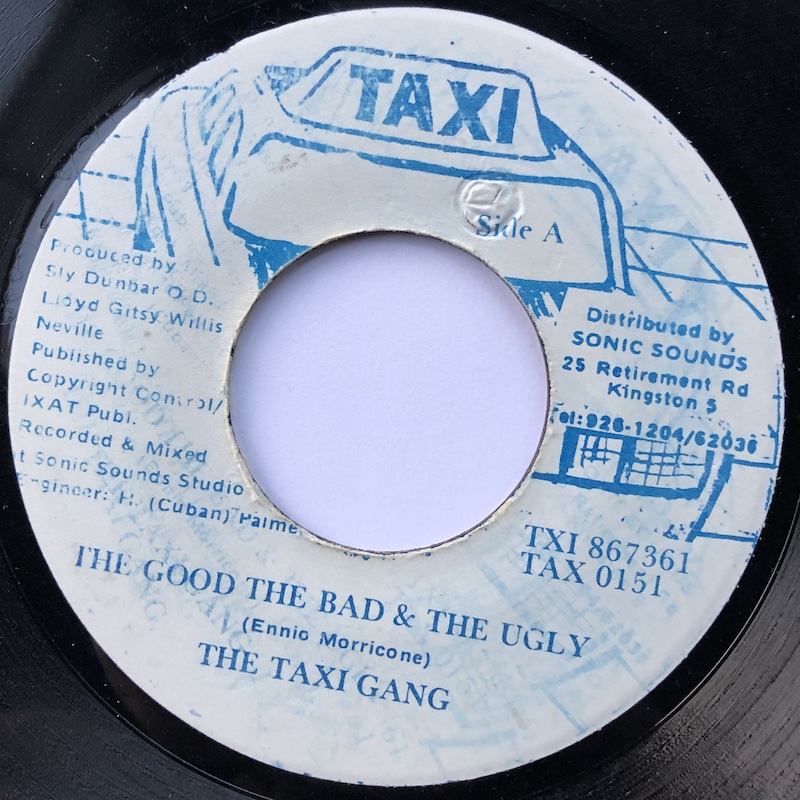 TAXI
Side A
Produced by
Sly Dunbar O.D.
Lloyd Gitsy Willis
Neville
Published by
Copyright Control/
IXAT Publ.
Recorded & Mixed
at Sonic Sounds Studio
Engineer: H. (Cuban) Palme
Distributed by
SONIC SOUNDS
25 Retirement Rd
Kingston 5
Tel:926-1204/62036
TXI 867361
TAX 0151
THE GOOD THE BAD & THE UGLY
(Ennio Morricone)
THE TAXI GANG